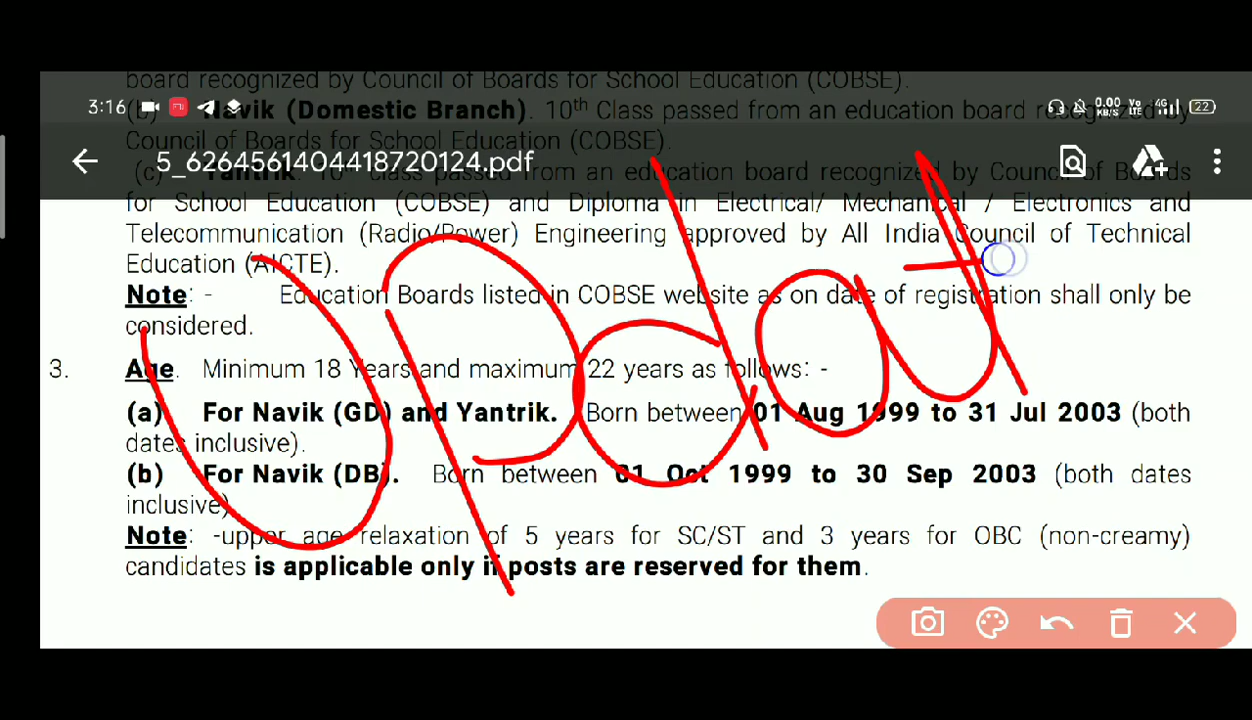 board recognized by Council of Boards for School Education (COBSE).
3:16 0.00 KB/S Vo LTE 4G 22
(b) Navik (Domestic Branch). 10th Class passed from an education board recognized by
Council of Boards for School Education (COBSE).
5_6264561404418720124.pdf
(c) Yantrik 10th Class passed from an education board recognized by Council of Boards
for School Education (COBSE) and Diploma in Electrical/ Mechanical / Electronics and
Telecommunication (Radio/Power) Engineering approved by All India Council of Technical
Education (AICTE).
Note: - Education Boards listed in COBSE website as on date of registration shall only be
considered.
3. Age. Minimum 18 Years and maximum 22 years as follows: -
(a) For Navik (GD) and Yantrik. Born between 01 Aug 1999 to 31 Jul 2003 (both
dates inclusive).
(b) For Navik (DB). Born between 01 Oct 1999 to 30 Sep 2003 (both dates
inclusive)
Note: -upper age relaxation of 5 years for SC/ST and 3 years for OBC (non-creamy)
candidates is applicable only if posts are reserved for them.
Updat